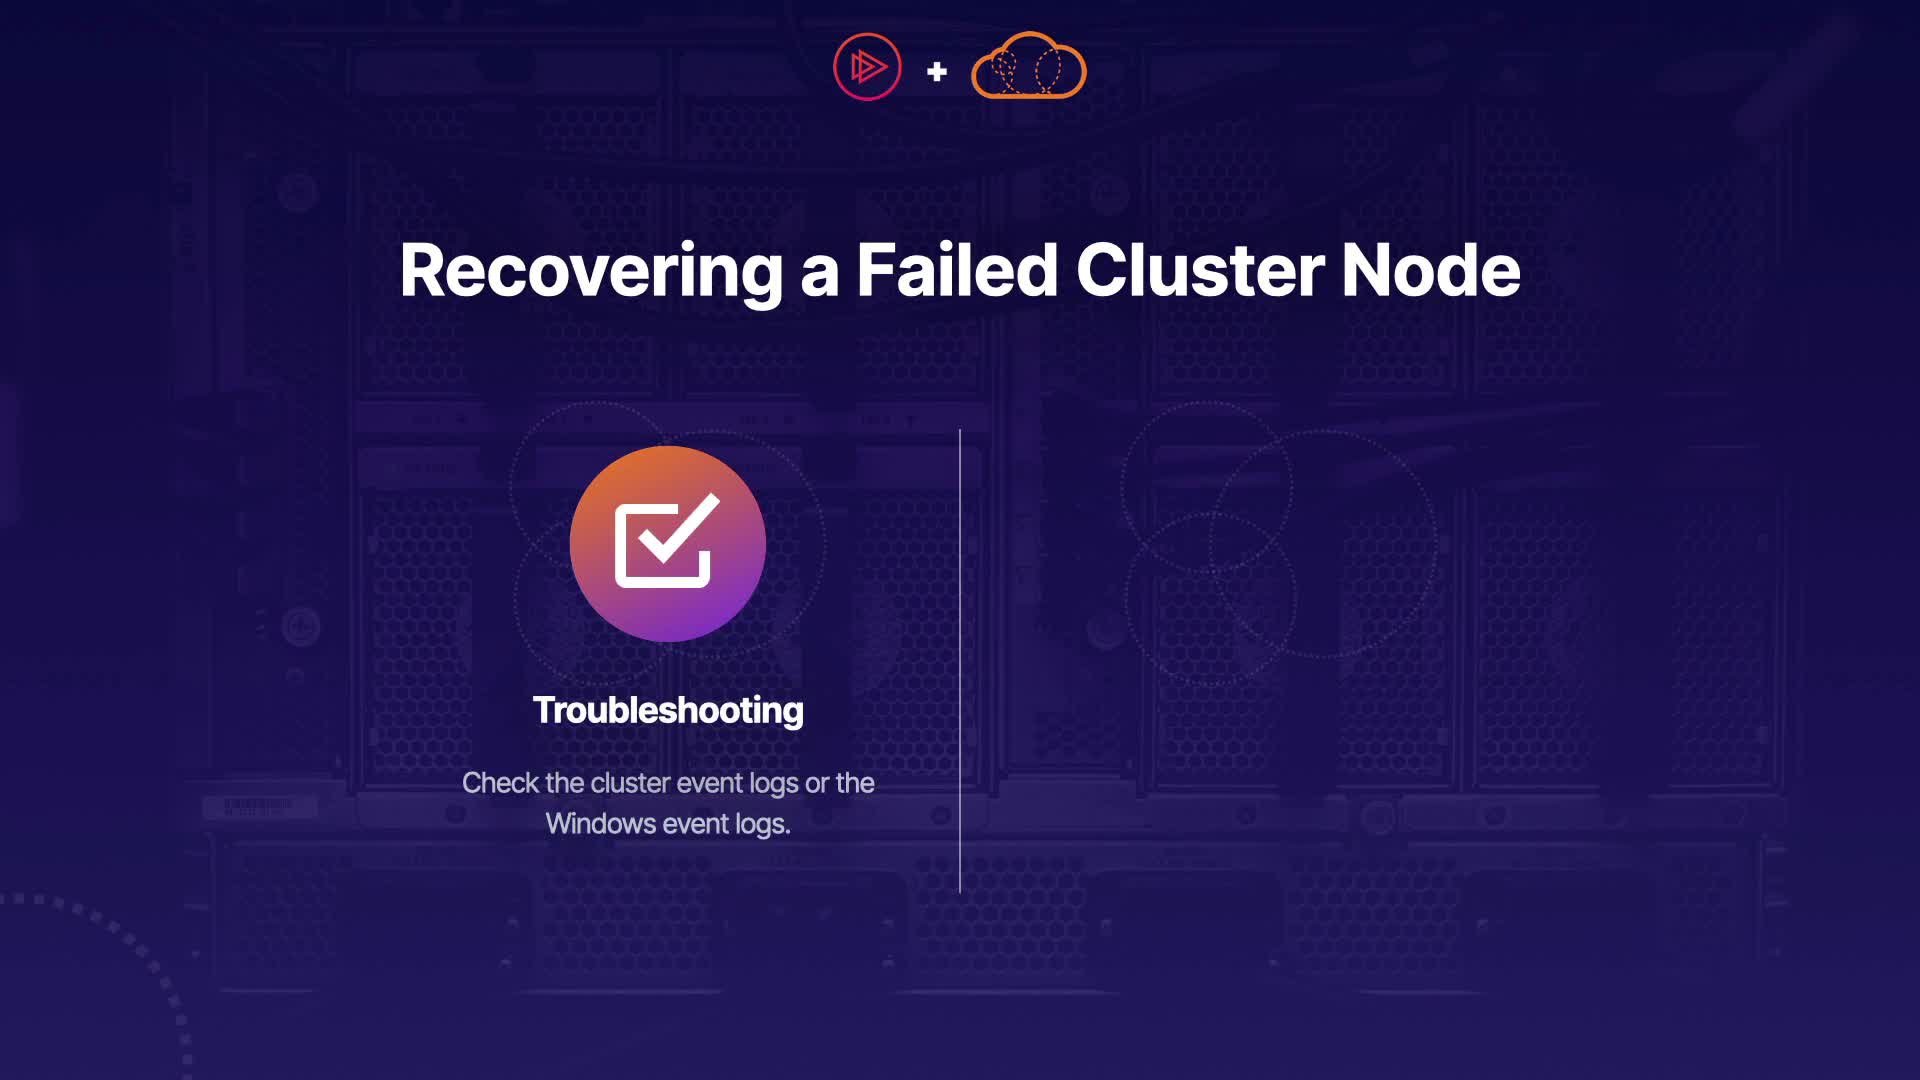 Recovering a Failed Cluster Node
Troubleshooting
Check the cluster event logs or the
Windows event logs.